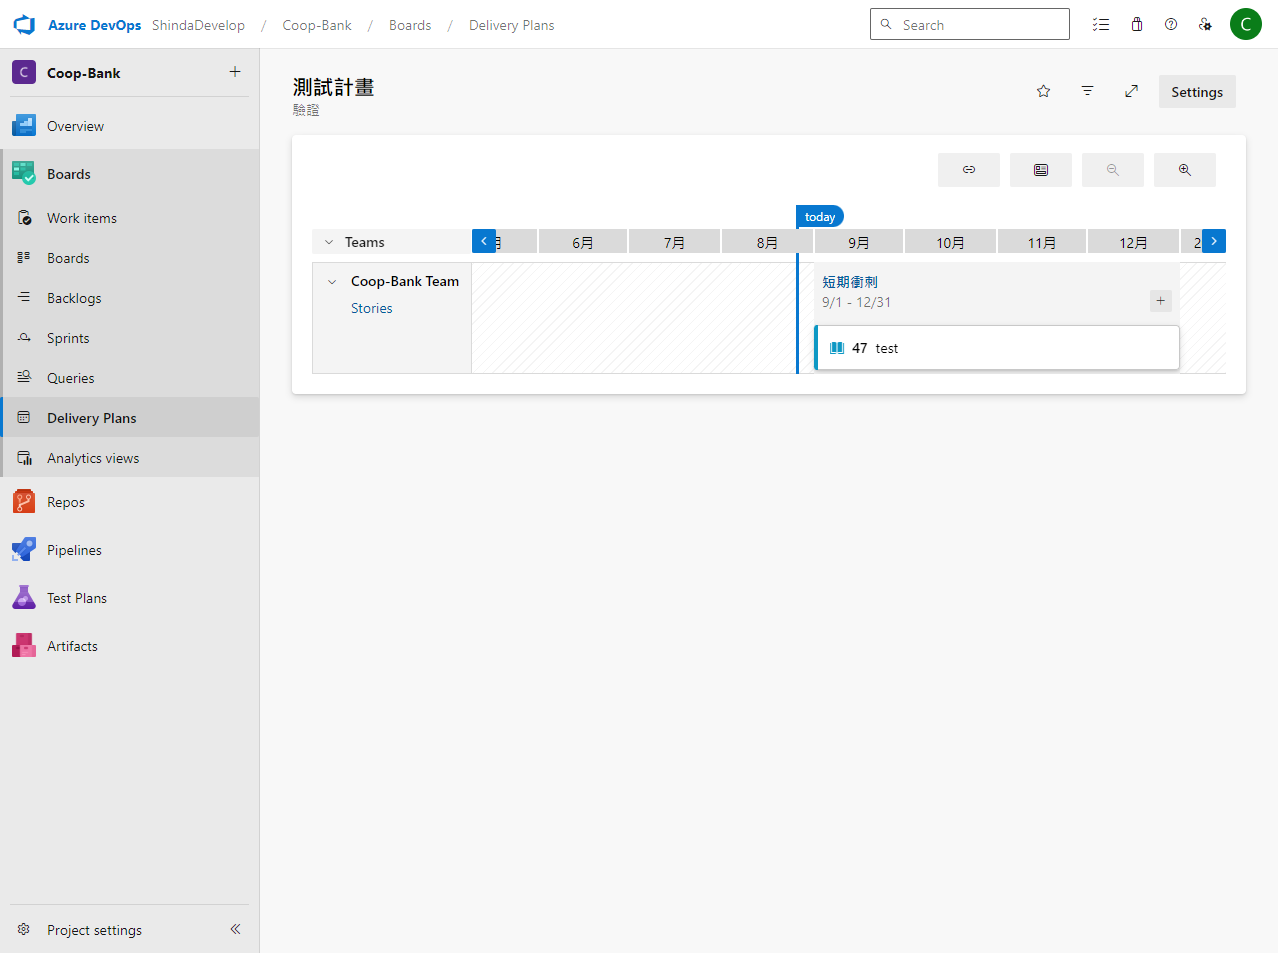 Azure DevOps ShindaDevelop / Coop-Bank / Boards / Delivery Plans Search C
C Coop-Bank
Overview
Boards
Work items
Boards
Backlogs
Sprints
Queries
Delivery Plans
Analytics views
Repos
Pipelines
Test Plans
Artifacts
Project settings
測試計畫
驗證
Settings
today
Teams 月 6月 7月 8月 9月 10月 11月 12月 2
Coop-Bank Team
Stories
短期衝刺
9/1 - 12/31
47 test